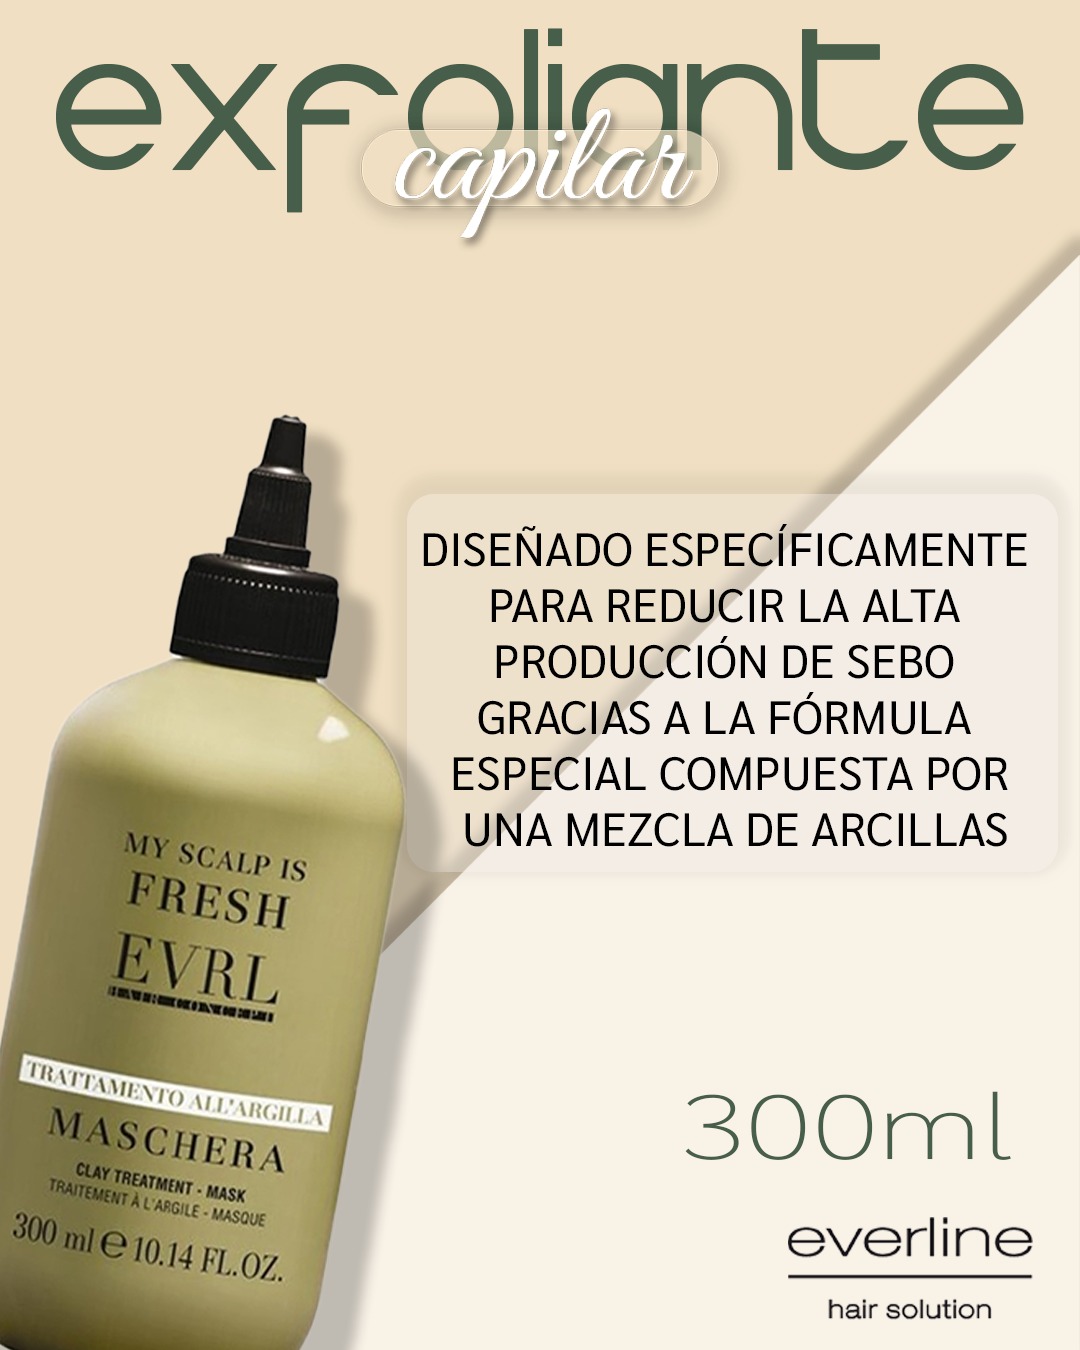 exfoliante
capilar
DISEÑADO ESPECÍFICAMENTE
PARA REDUCIR LA ALTA
PRODUCCIÓN DE SEBO
GRACIAS A LA FÓRMULA
ESPECIAL COMPUESTA POR
UNA MEZCLA DE ARCILLAS
MY SCALP IS
FRESH
EVRL
TRATTAMENTO ALL'ARGILLA
MASCHERA
CLAY TREATMENT - MASK
TRAITEMENT À L'ARGILE - MASQUE
300 ml ℮ 10.14 FL.OZ.
300ml
everline
hair solution